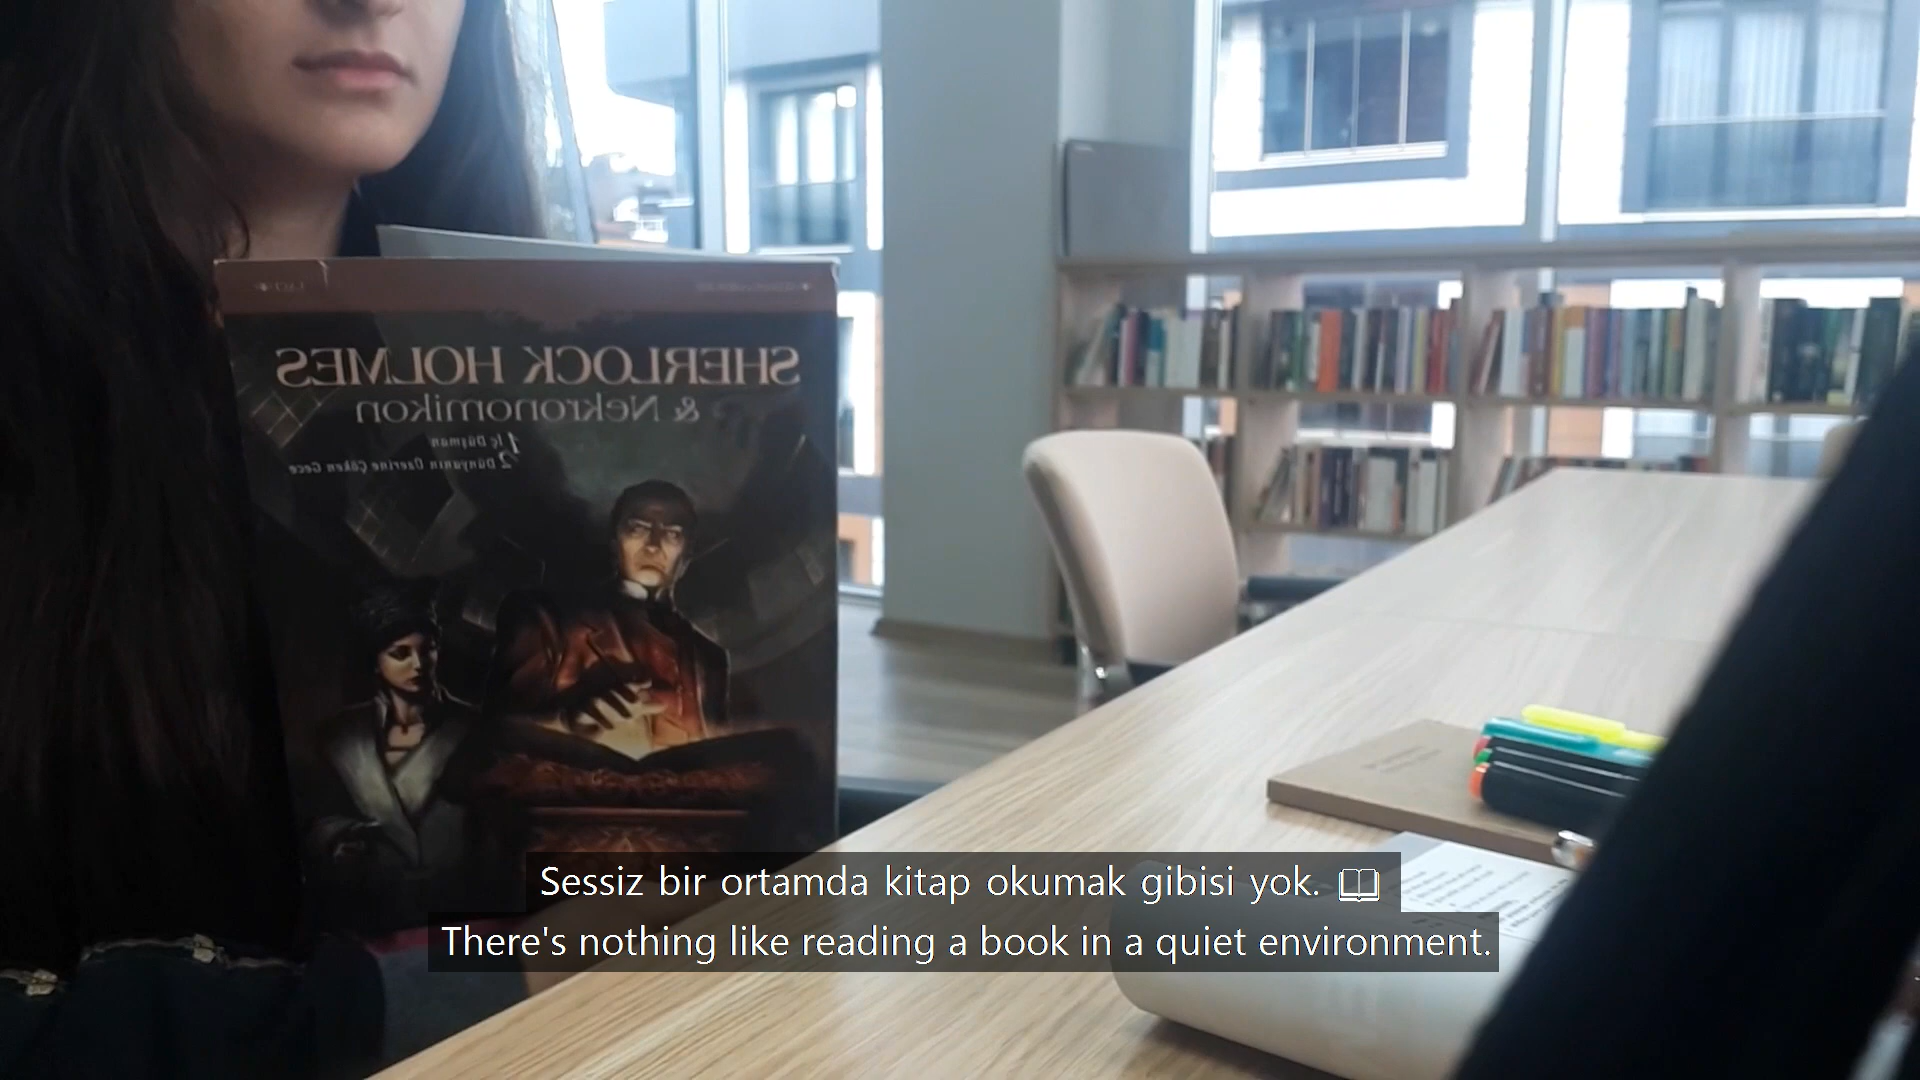 SHERLOCK HOLMES
& Nekronomikon
1 İç Düşman
2 Dünyanın Üzerine Çöken Gece
Sessiz bir ortamda kitap okumak gibisi yok. 📖
There's nothing like reading a book in a quiet environment.